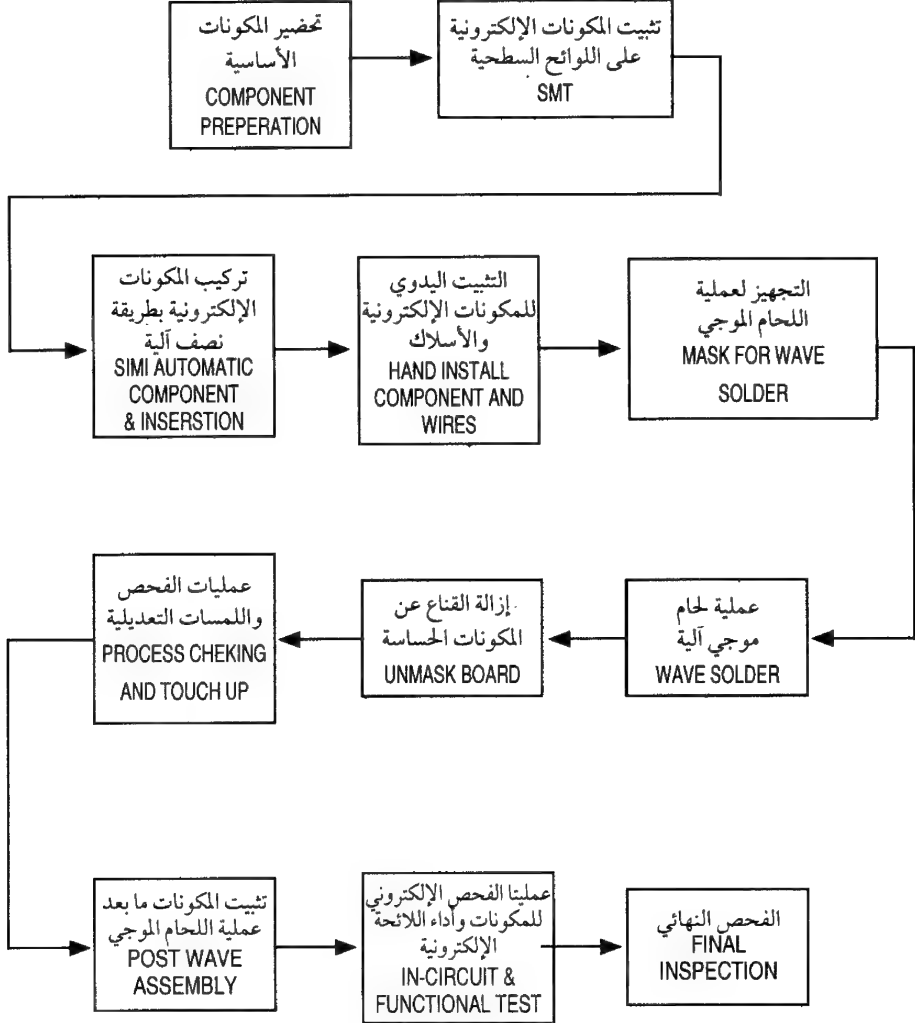 تحضير المكونات
الأساسية
COMPONENT
PREPERATION
تثبيت المكونات الإلكترونية
على اللوائح السطحية
SMT
تركيب المكونات
الإلكترونية بطريقة
نصف آلية
SIMI AUTOMATIC
COMPONENT
& INSERSTION
التثبيت اليدوي
للمكونات الإلكترونية
والأسلاك
HAND INSTALL
COMPONENT AND
WIRES
التجهيز لعملية
اللحام الموجي
MASK FOR WAVE
SOLDER
عملية لحام
موجي آلية
WAVE SOLDER
إزالة القناع عن
المكونات الحساسة
UNMASK BOARD
عمليات الفحص
واللمسات التعديلية
PROCESS CHEKING
AND TOUCH UP
تثبيت المكونات ما بعد
عملية اللحام الموجي
POST WAVE
ASSEMBLY
عمليتا الفحص الإلكتروني
للمكونات وأداء اللائحة
الإلكترونية
IN-CIRCUIT &
FUNCTIONAL TEST
الفحص النهائي
FINAL
INSPECTION